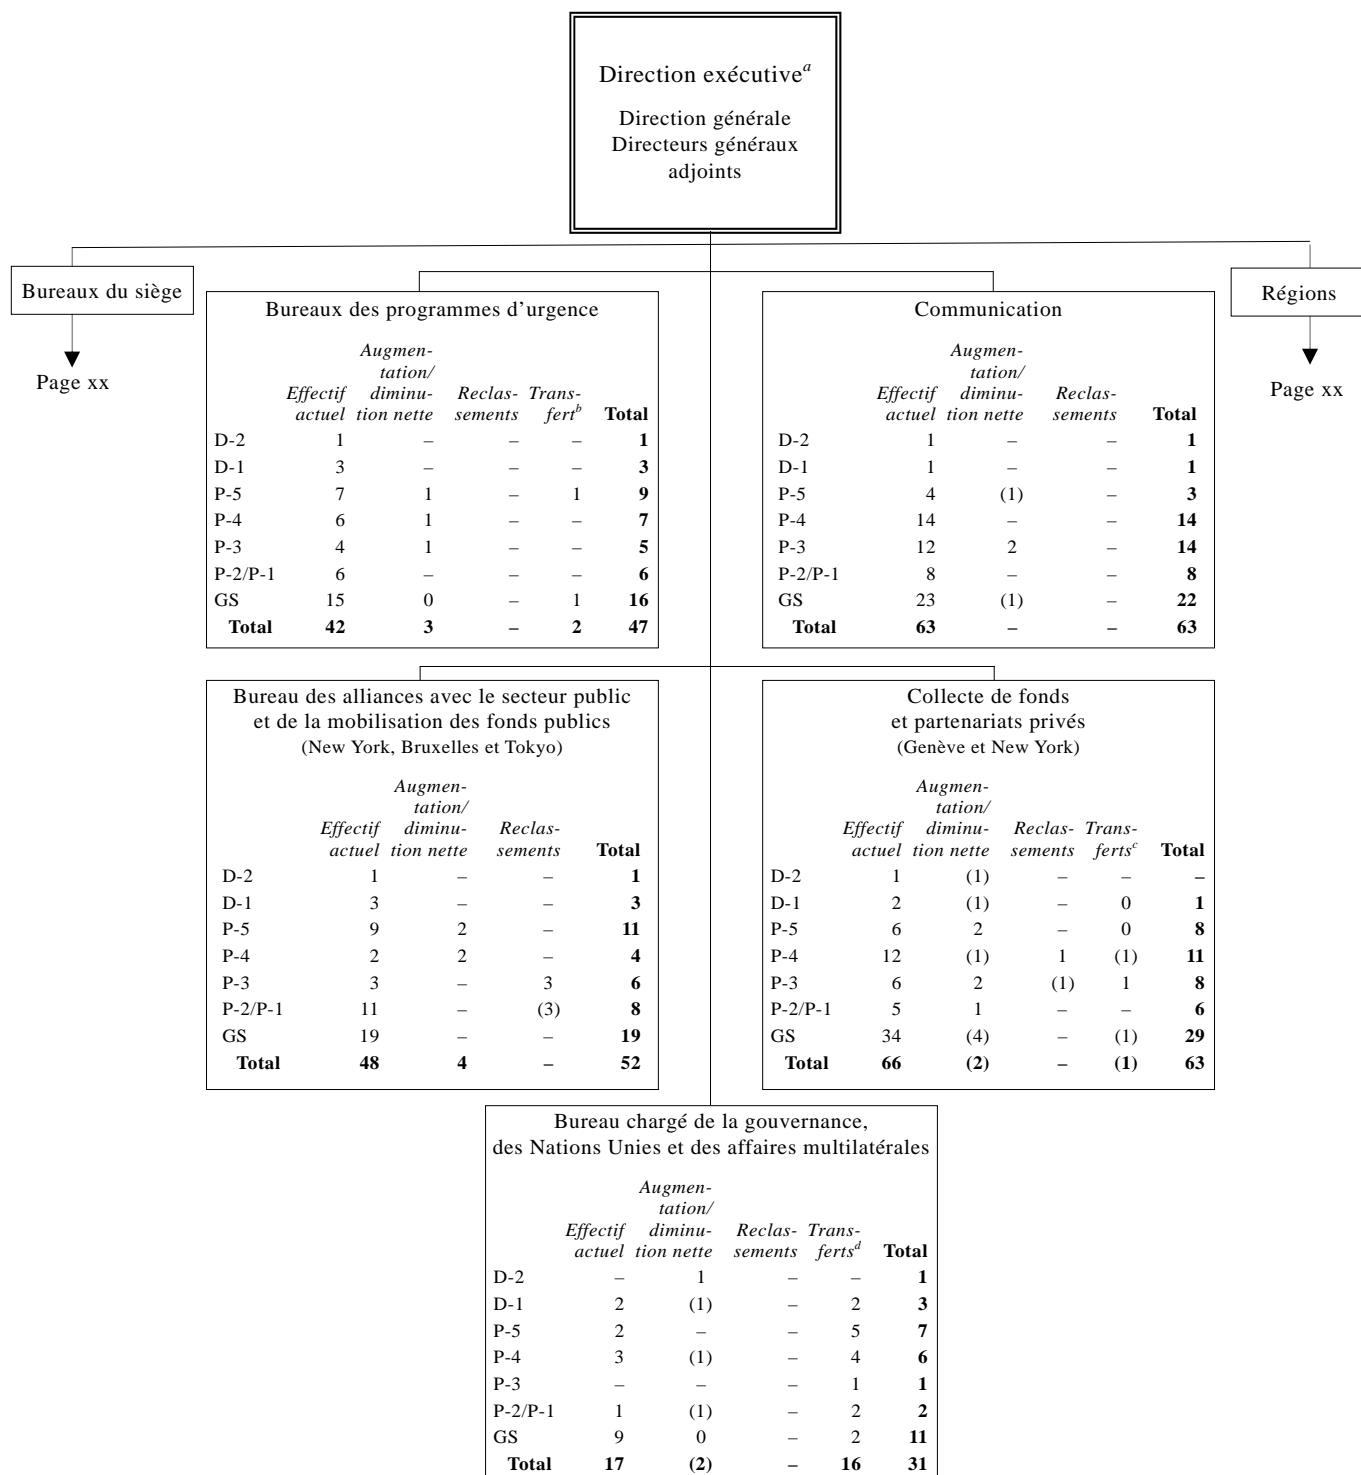 Direction exécutive^a
Direction générale
Directeurs généraux
adjoints
Bureaux du siège
Page xx
Régions
Page xx
Bureaux des programmes d'urgence
Augmen-
tation/
Effectif diminu- Reclas- Trans-
actuel tion nette sements fert^b Total
D-2 1 – – – 1
D-1 3 – – – 3
P-5 7 1 – 1 9
P-4 6 1 – – 7
P-3 4 1 – – 5
P-2/P-1 6 – – – 6
GS 15 0 – 1 16
Total 42 3 – 2 47
Communication
Augmen-
tation/
Effectif diminu- Reclas-
actuel tion nette sements Total
D-2 1 – – 1
D-1 1 – – 1
P-5 4 (1) – 3
P-4 14 – – 14
P-3 12 2 – 14
P-2/P-1 8 – – 8
GS 23 (1) – 22
Total 63 – – 63
Bureau des alliances avec le secteur public
et de la mobilisation des fonds publics
(New York, Bruxelles et Tokyo)
Augmen-
tation/
Effectif diminu- Reclas-
actuel tion nette sements Total
D-2 1 – – 1
D-1 3 – – 3
P-5 9 2 – 11
P-4 2 2 – 4
P-3 3 – 3 6
P-2/P-1 11 – (3) 8
GS 19 – – 19
Total 48 4 – 52
Collecte de fonds
et partenariats privés
(Genève et New York)
Augmen-
tation/
Effectif diminu- Reclas- Trans-
actuel tion nette sements ferts^c Total
D-2 1 (1) – – –
D-1 2 (1) – 0 1
P-5 6 2 – 0 8
P-4 12 (1) 1 (1) 11
P-3 6 2 (1) 1 8
P-2/P-1 5 1 – – 6
GS 34 (4) – (1) 29
Total 66 (2) – (1) 63
Bureau chargé de la gouvernance,
des Nations Unies et des affaires multilatérales
Augmen-
tation/
Effectif diminu- Reclas- Trans-
actuel tion nette sements ferts^d Total
D-2 – 1 – – 1
D-1 2 (1) – 2 3
P-5 2 – – 5 7
P-4 3 (1) – 4 6
P-3 – – – 1 1
P-2/P-1 1 (1) – 2 2
GS 9 0 – 2 11
Total 17 (2) – 16 31